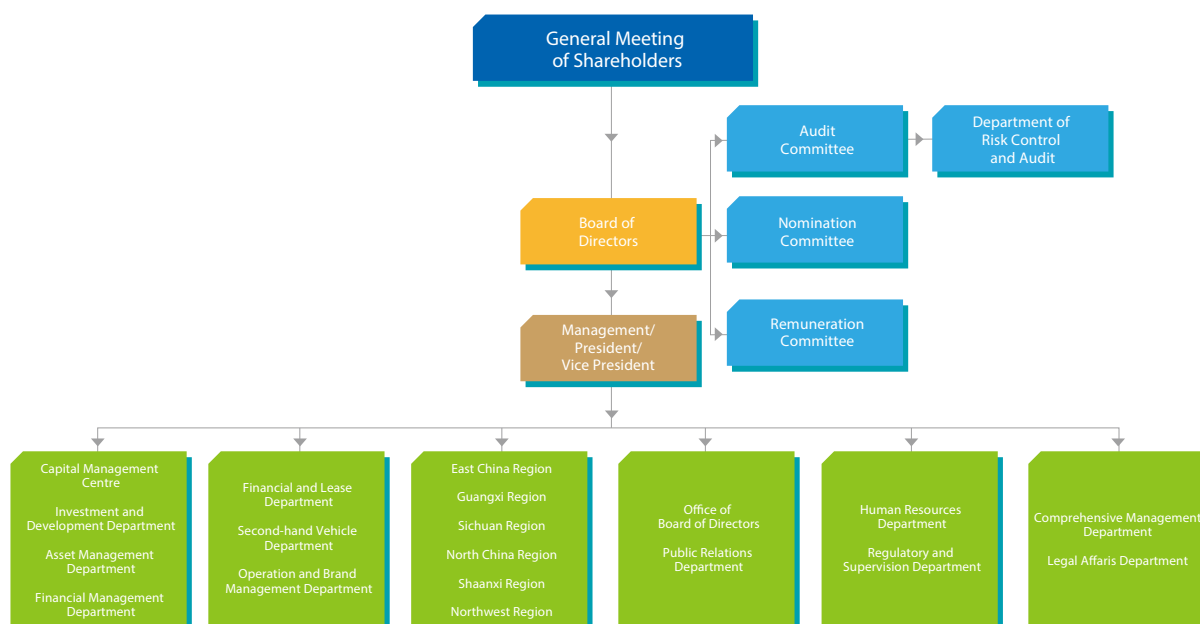 General Meeting
of Shareholders
Audit
Committee
Department of
Risk Control
and Audit
Board of
Directors
Nomination
Committee
Management/
President/
Vice President
Remuneration
Committee
Capital Management
Centre
Investment and
Development Department
Asset Management
Department
Financial Management
Department
Financial and Lease
Department
Second-hand Vehicle
Department
Operation and Brand
Management Department
East China Region
Guangxi Region
Sichuan Region
North China Region
Shaanxi Region
Northwest Region
Office of
Board of Directors
Public Relations
Department
Human Resources
Department
Regulatory and
Supervision Department
Comprehensive Management
Department
Legal Affaris Department